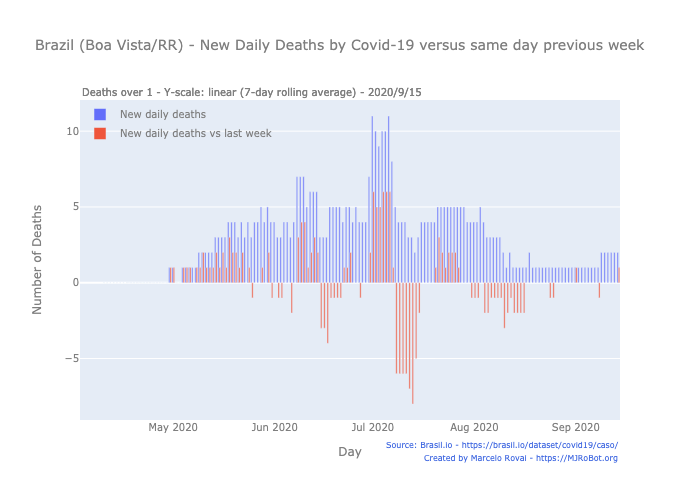 Brazil (Boa Vista/RR) - New Daily Deaths by Covid-19 versus same day previous week
Deaths over 1 - Y-scale: linear (7-day rolling average) - 2020/9/15
New daily deaths
New daily deaths vs last week
10
5
0
−5
Number of Deaths
May 2020 Jun 2020 Jul 2020 Aug 2020 Sep 2020
Day
Source: Brasil.io - https://brasil.io/dataset/covid19/caso/
Created by Marcelo Rovai - https://MJRoBot.org